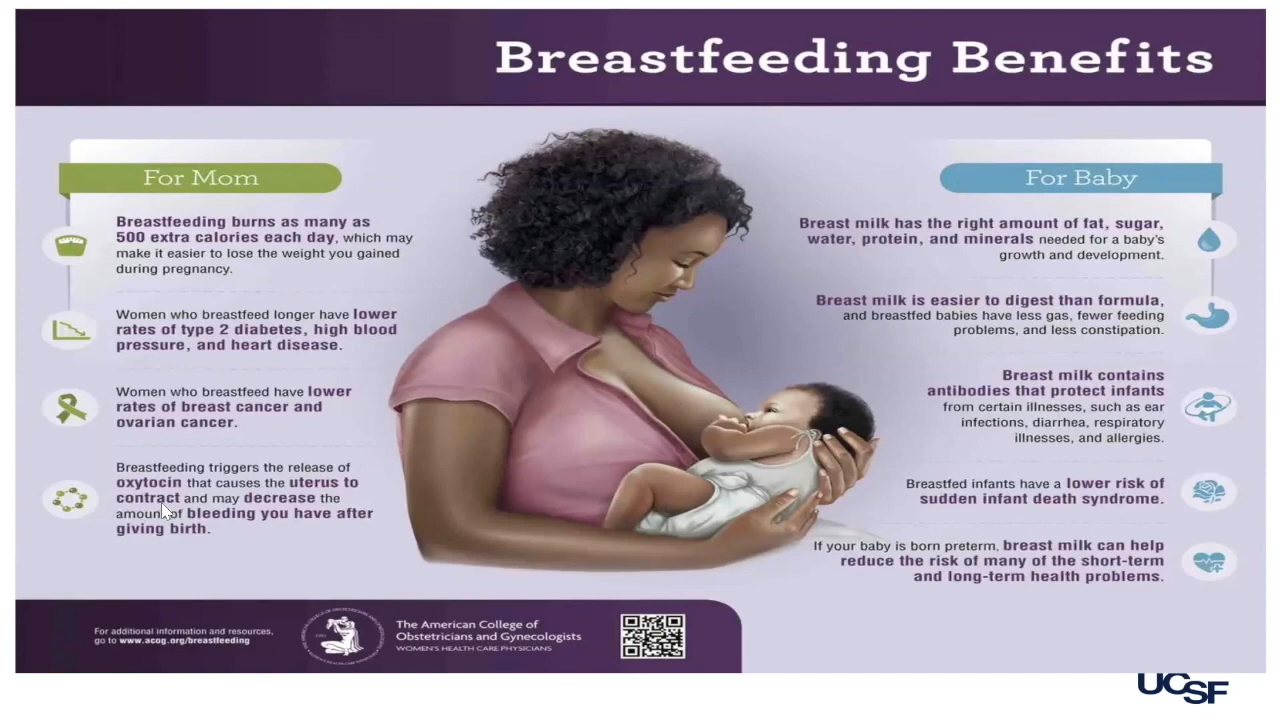 Breastfeeding Benefits
For Mom
Breastfeeding burns as many as
500 extra calories each day, which may
make it easier to lose the weight you gained
during pregnancy.
Women who breastfeed longer have lower
rates of type 2 diabetes, high blood
pressure, and heart disease.
Women who breastfeed have lower
rates of breast cancer and
ovarian cancer.
Breastfeeding triggers the release of
oxytocin that causes the uterus to
contract and may decrease the
amount of bleeding you have after
giving birth.
For Baby
Breast milk has the right amount of fat, sugar,
water, protein, and minerals needed for a baby's
growth and development.
Breast milk is easier to digest than formula,
and breastfed babies have less gas, fewer feeding
problems, and less constipation.
Breast milk contains
antibodies that protect infants
from certain illnesses, such as ear
infections, diarrhea, respiratory
illnesses, and allergies.
Breastfed infants have a lower risk of
sudden infant death syndrome.
If your baby is born preterm, breast milk can help
reduce the risk of many of the short-term
and long-term health problems.
For additional information and resources,
go to www.acog.org/breastfeeding
The American College of
Obstetricians and Gynecologists
WOMEN'S HEALTH CARE PHYSICIANS
UCSF